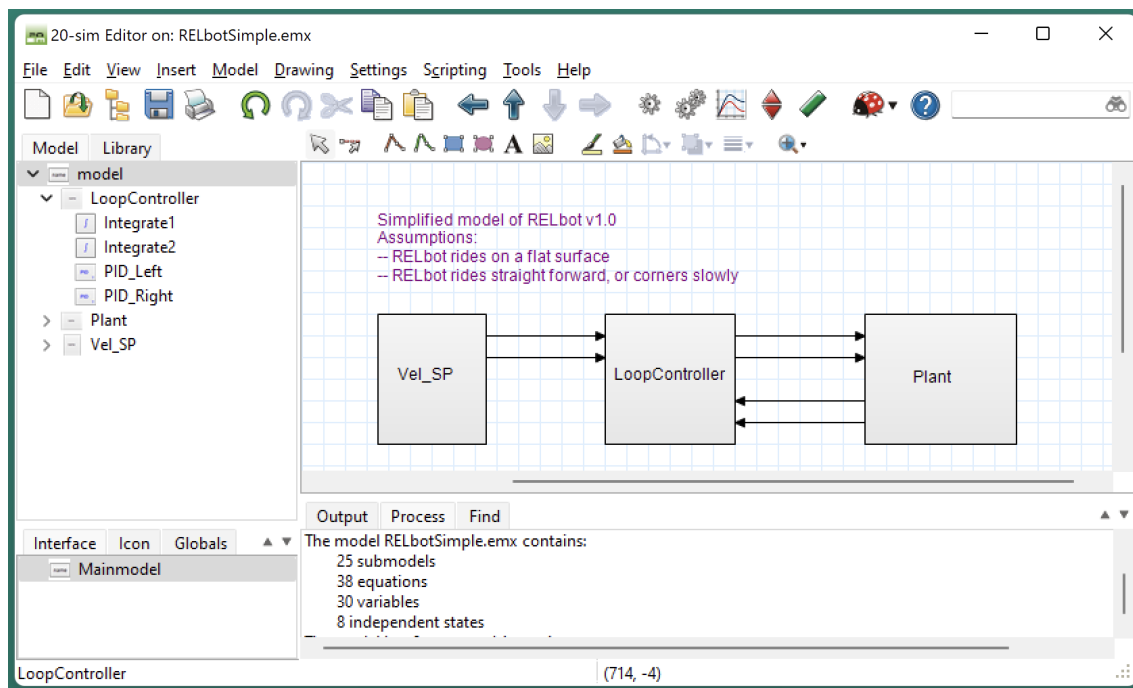 20-sim Editor on: RELbotSimple.emx
File Edit View Insert Model Drawing Settings Scripting Tools Help
Model Library
model
LoopController
Integrate1
Integrate2
PID_Left
PID_Right
Plant
Vel_SP
Simplified model of RELbot v1.0
Assumptions:
-- RELbot rides on a flat surface
-- RELbot rides straight forward, or corners slowly
Vel_SP LoopController Plant
Interface Icon Globals
Mainmodel
Output Process Find
The model RELbotSimple.emx contains:
25 submodels
38 equations
30 variables
8 independent states
LoopController (714, -4)